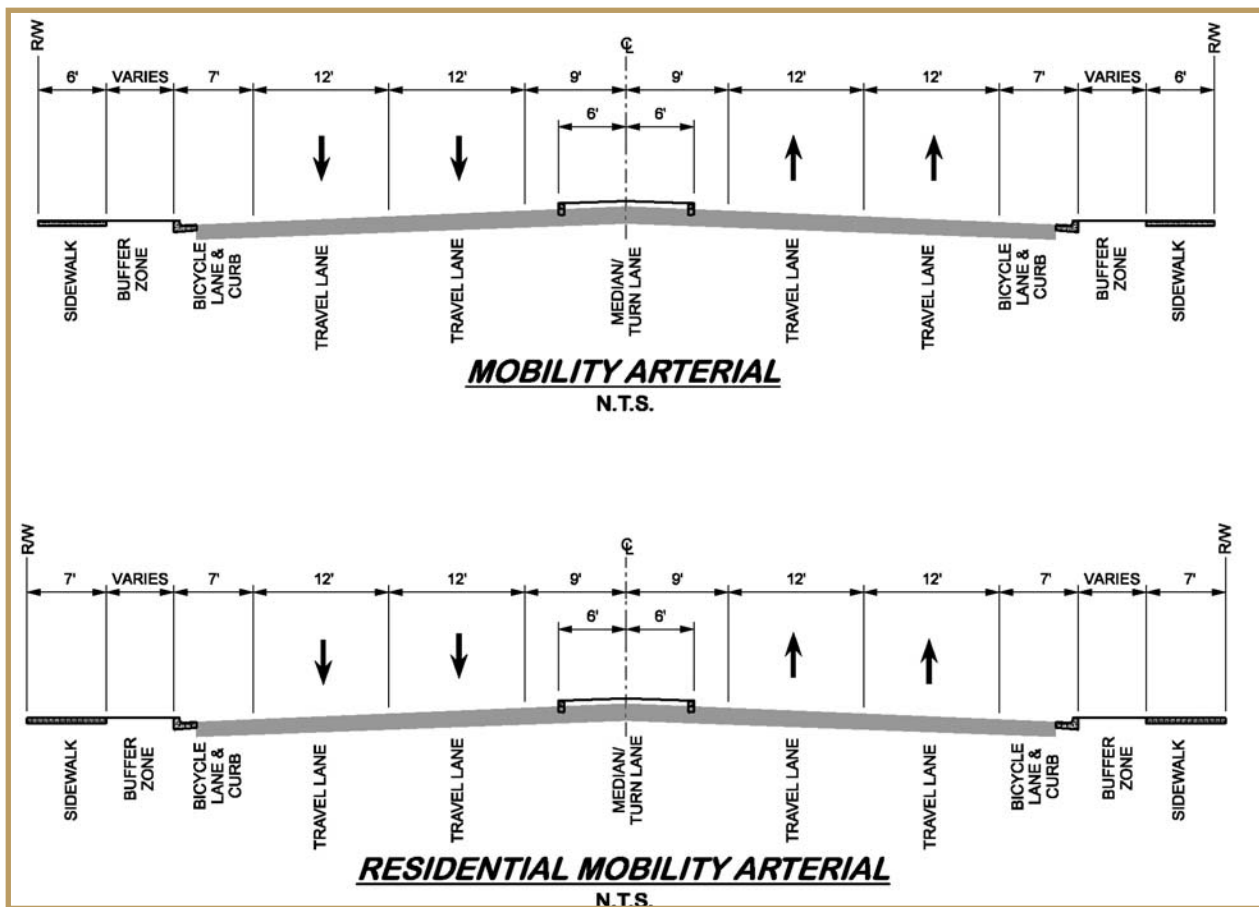 R/W
℄
R/W
6' VARIES 7' 12' 12' 9' 9' 12' 12' 7' VARIES 6'
6' 6'
SIDEWALK
BUFFER
ZONE
BICYCLE
LANE &
CURB
TRAVEL LANE
TRAVEL LANE
MEDIAN/
TURN LANE
TRAVEL LANE
TRAVEL LANE
BICYCLE
LANE &
CURB
BUFFER
ZONE
SIDEWALK
MOBILITY ARTERIAL
N.T.S.
R/W
℄
R/W
7' VARIES 7' 12' 12' 9' 9' 12' 12' 7' VARIES 7'
6' 6'
SIDEWALK
BUFFER
ZONE
BICYCLE
LANE &
CURB
TRAVEL LANE
TRAVEL LANE
MEDIAN/
TURN LANE
TRAVEL LANE
TRAVEL LANE
BICYCLE
LANE &
CURB
BUFFER
ZONE
SIDEWALK
RESIDENTIAL MOBILITY ARTERIAL
N.T.S.